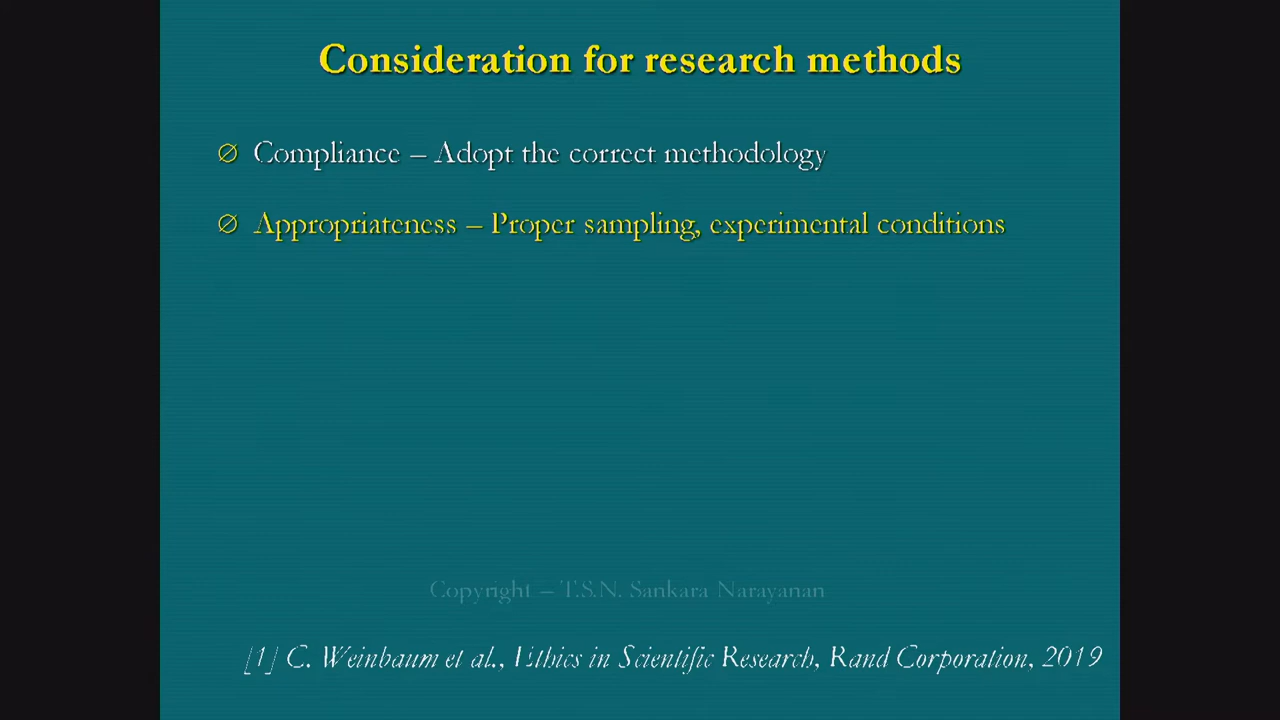 Consideration for research methods
Compliance – Adopt the correct methodology
Appropriateness – Proper sampling, experimental conditions
Copyright – T.S.N. Sankara Narayanan
[1] C. Weinbaum et al., Ethics in Scientific Research, Rand Corporation, 2019